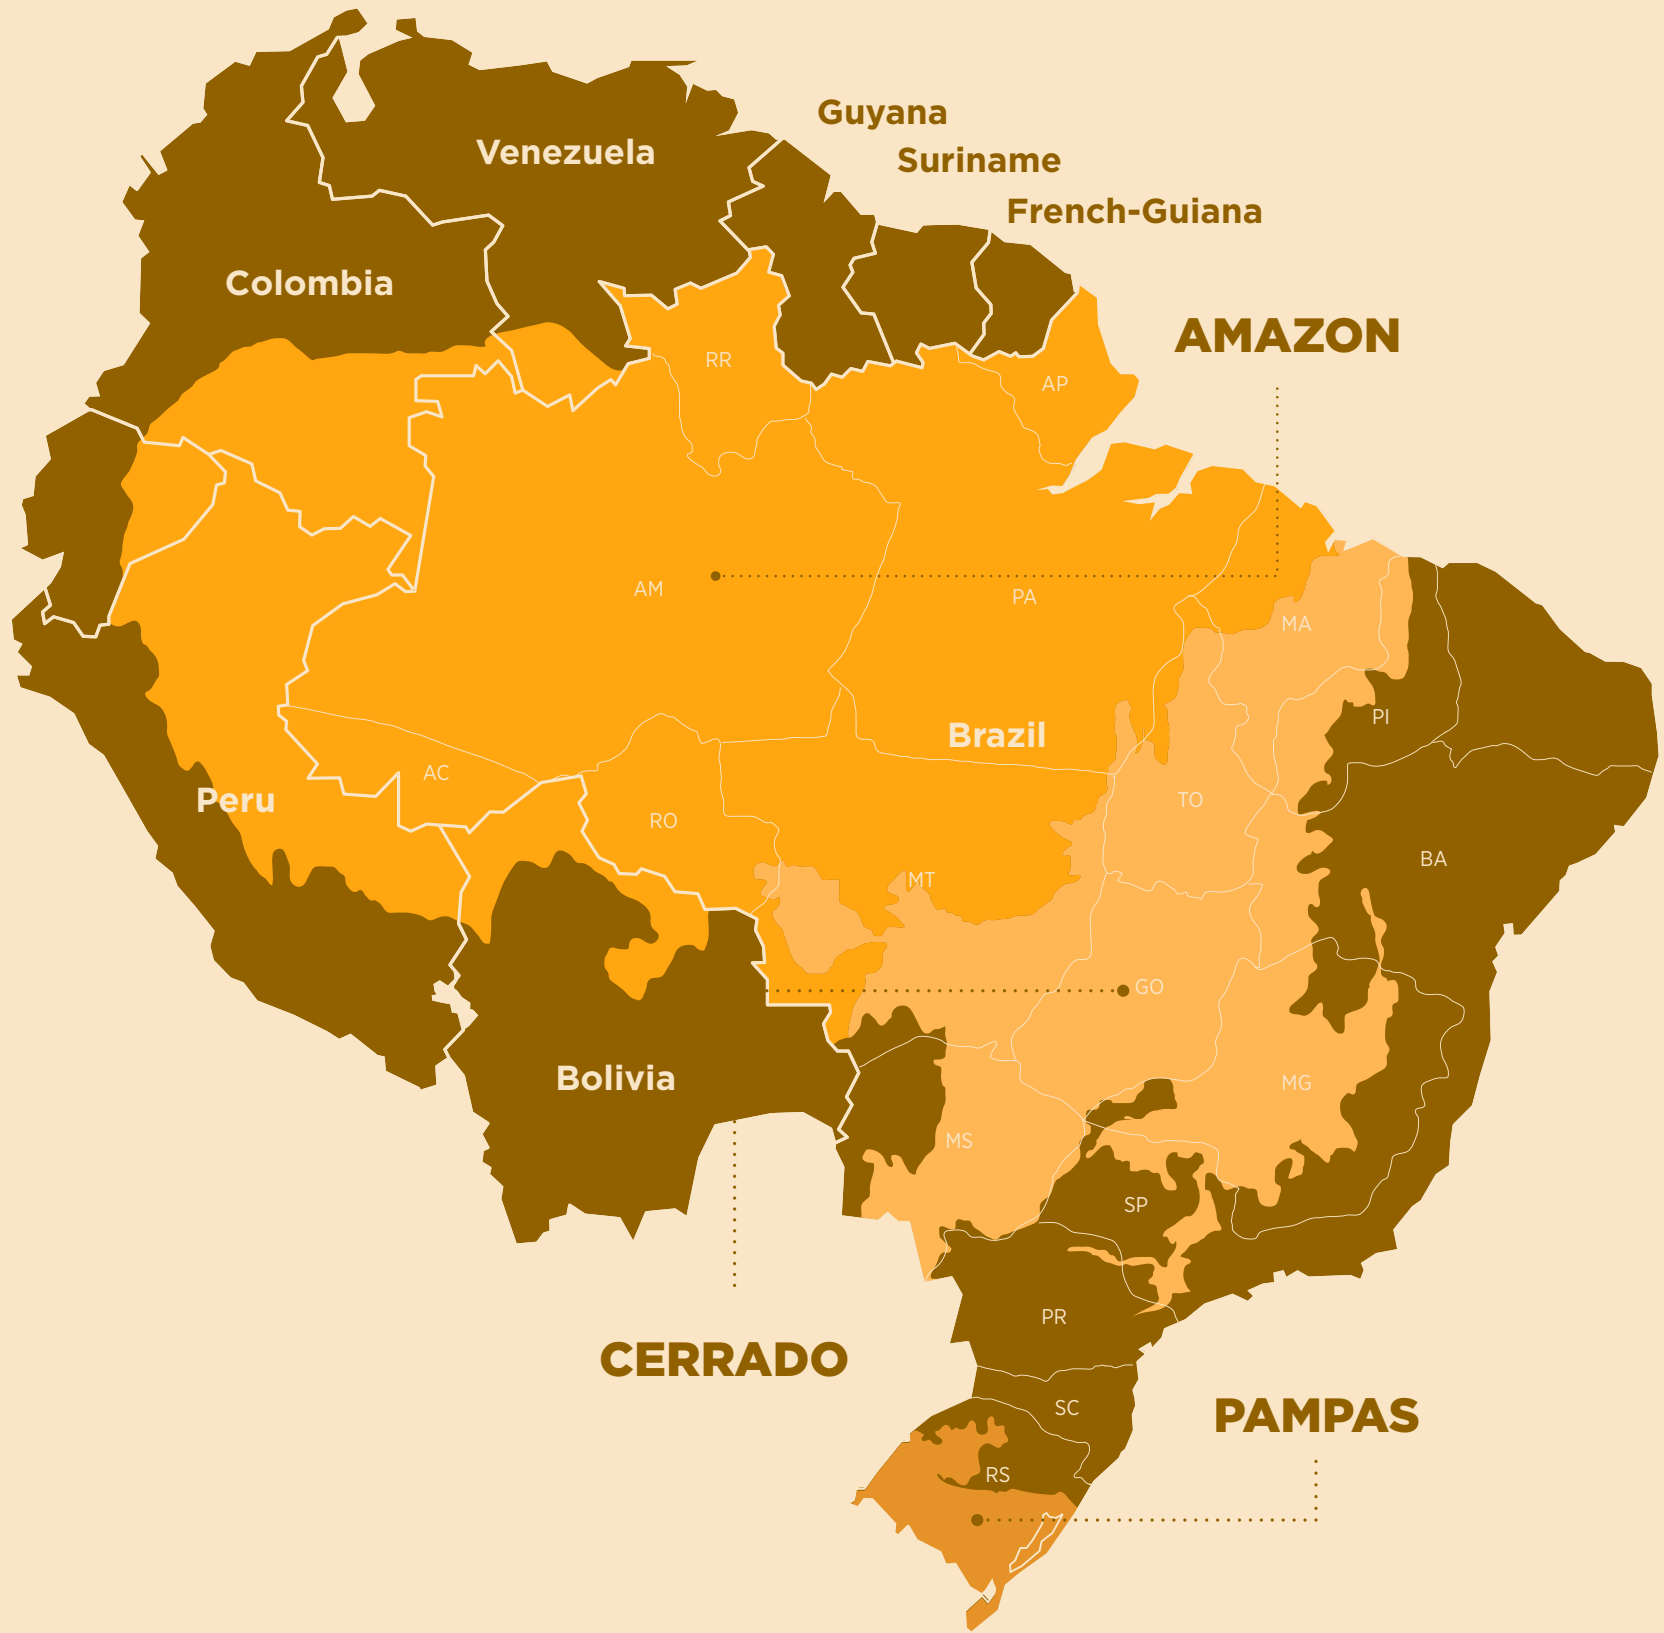 Guyana
Venezuela
Suriname
French-Guiana
Colombia
AMAZON
RR
AP
AM
PA
MA
PI
Brazil
AC
Peru
TO
RO
BA
MT
GO
Bolivia
MG
MS
SP
PR
CERRADO
SC
PAMPAS
RS